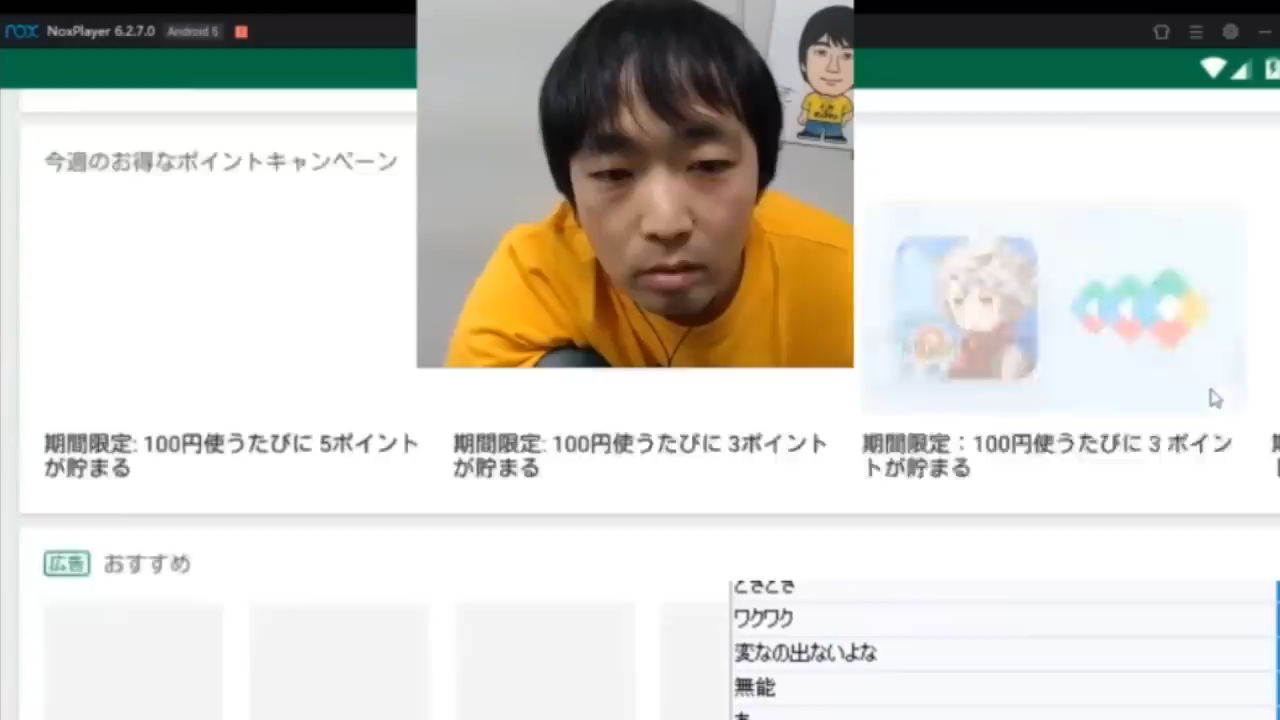 nox NoxPlayer 6.2.7.0 Android 5
今週のお得なポイントキャンペーン
期間限定: 100円使うたびに 5ポイント
が貯まる
期間限定: 100円使うたびに 3ポイント
が貯まる
期間限定：100円使うたびに 3 ポイン
トが貯まる
広告 おすすめ
ワクワク
変なの出ないよな
無能